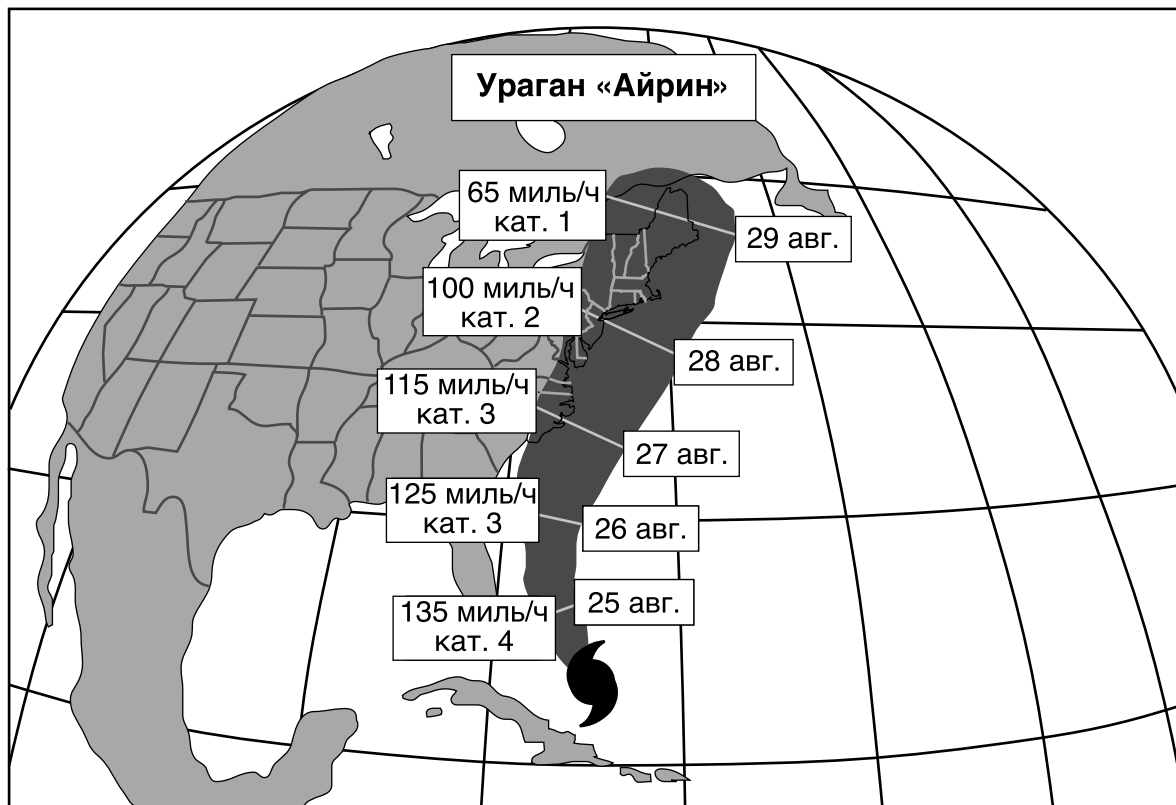 Ураган «Айрин»
65 миль/ч
кат. 1
29 авг.
100 миль/ч
кат. 2
28 авг.
115 миль/ч
кат. 3
27 авг.
125 миль/ч
кат. 3
26 авг.
135 миль/ч
кат. 4
25 авг.